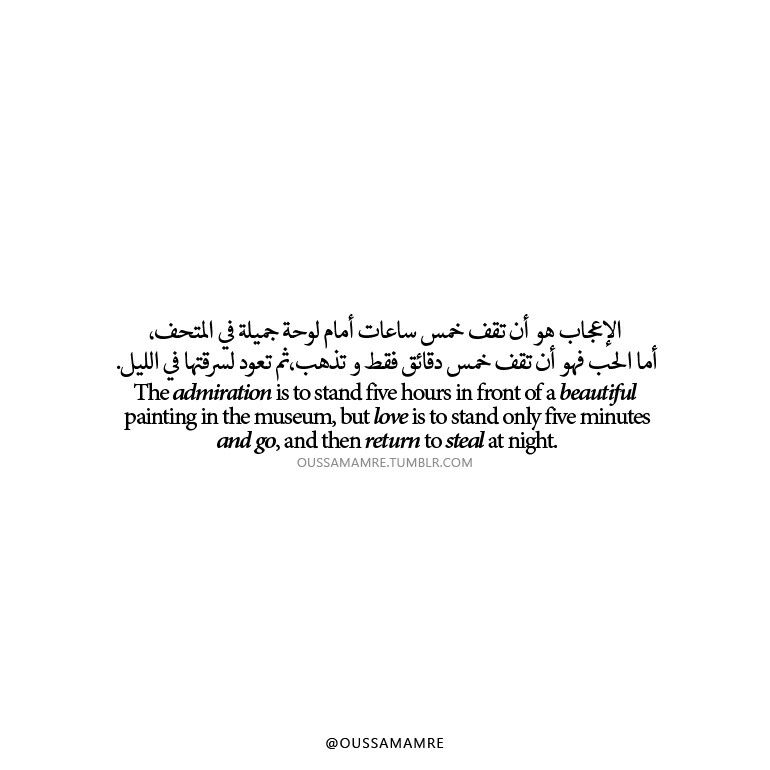 الإعجاب هو أن تقف خمس ساعات أمام لوحة جميلة في المتحف،
أما الحب فهو أن تقف خمس دقائق فقط و تذهب،ثم تعود لسرقتها في الليل.
The admiration is to stand five hours in front of a beautiful
painting in the museum, but love is to stand only five minutes
and go, and then return to steal at night.
OUSSAMAMRE.TUMBLR.COM
@OUSSAMAMRE